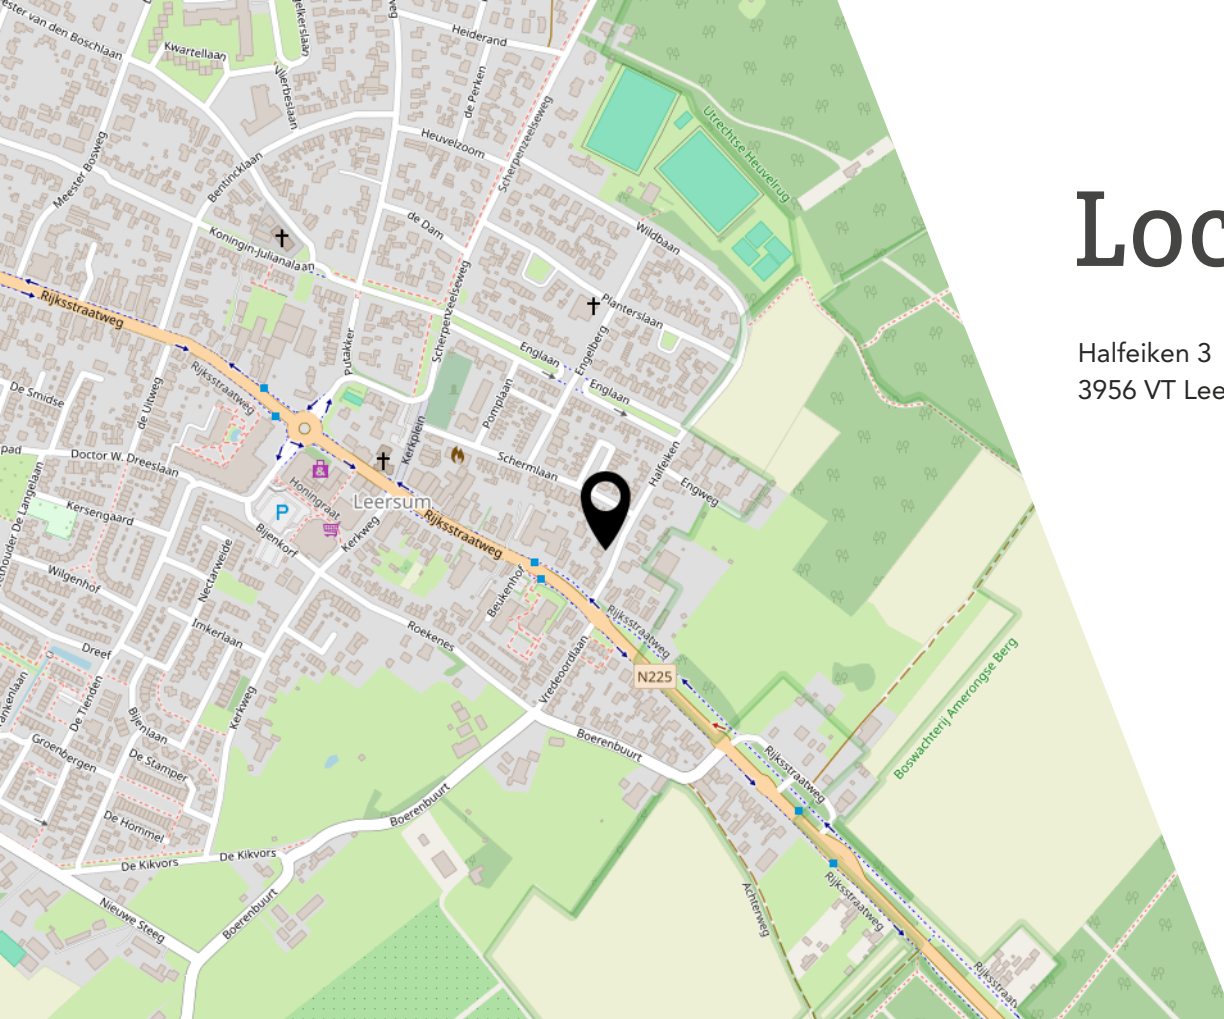 Heiderand
Kwartellaan
de Perken
Heuvelzoom
Scherpenzeelseweg
Utrechtse Heuvelrug
Meester Bosweg
Bentincklaan
de Dam
Wildbaan
Koningin-Julianalaan
Loc
Rijksstraatweg
Planterslaan
Scherpenzeelseweg
Putakker
Engelberg
Englaan
Halfeiken 3
3956 VT Lee
Rijksstraatweg
De Smidse
de Uitweg
Englaan
Pomplaan
Kerkplein
Halfeiken
Schermlaan
Engweg
pad
Doctor W. Dreeslaan
Honingraat
Leersum
P
Kersengaard
Rijksstraatweg
Kerkweg
Bijenkorf
Nectarweide
Wilgenhof
Beukenhof
Imkerlaan
Roekenes
Rijksstraatweg
Dreef
Vredeoordlaan
N225
De Tienden
Kerkweg
Bijenlaan
Boswachterij Amerongse Berg
Groenbergen
De Stamper
Boerenbuurt
Rijksstraatweg
Boerenbuurt
De Hommel
De Kikvors
De Kikvors
Rijksstraatweg
Achterweg
Nieuwe Steeg
Boerenbuurt